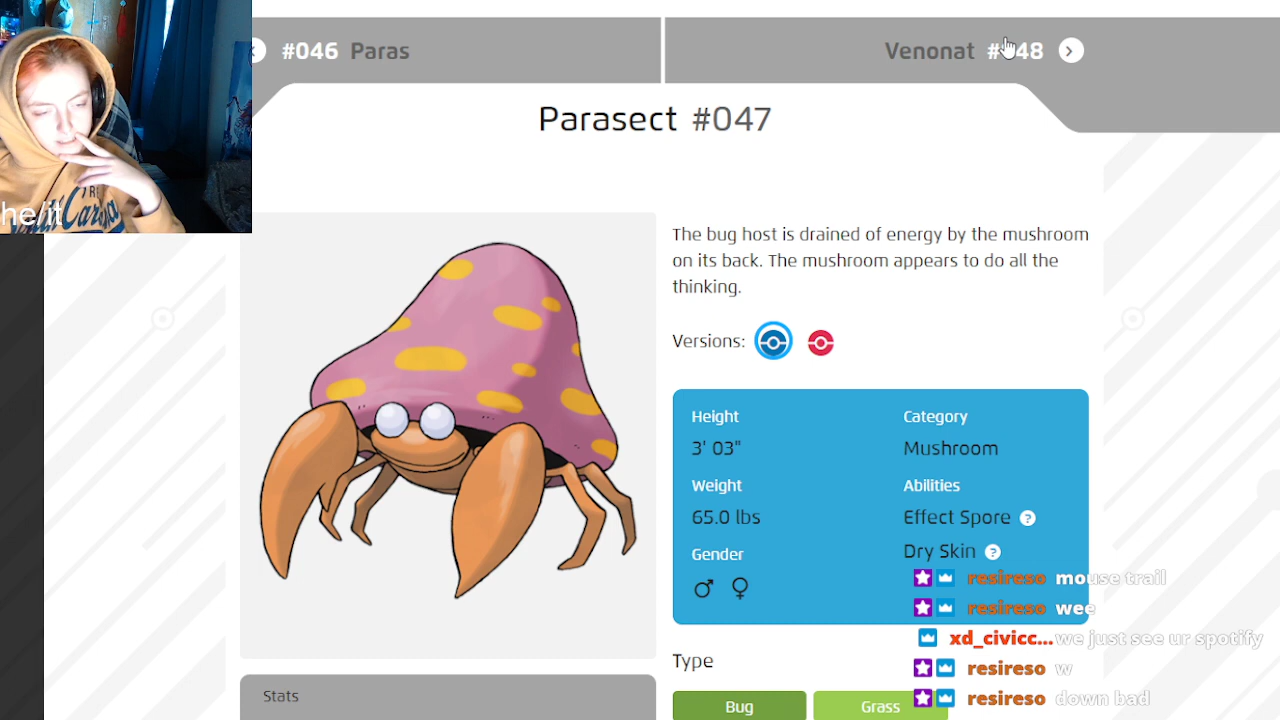 #046 Paras
Venonat #048
Parasect #047
he/it
The bug host is drained of energy by the mushroom
on its back. The mushroom appears to do all the
thinking.
Versions:
Height
3' 03"
Weight
65.0 lbs
Gender
Category
Mushroom
Abilities
Effect Spore ?
Dry Skin ?
resireso mouse trail
resireso wee
xd_civicc... we just see ur spotify
resireso w
resireso down bad
Type
Bug
Grass
Stats